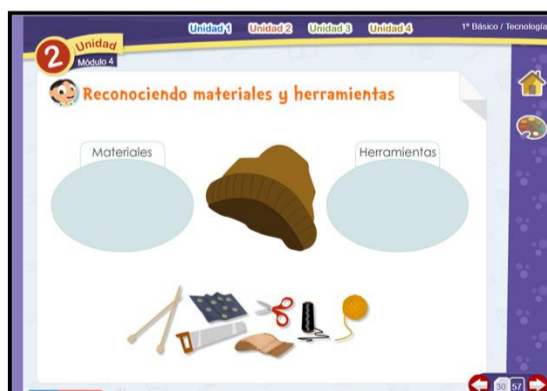 Unidad 1 Unidad 2 Unidad 3 Unidad 4
1° Básico / Tecnología
2 Unidad
Módulo 4
Reconociendo materiales y herramientas
Materiales
Herramientas
30 57